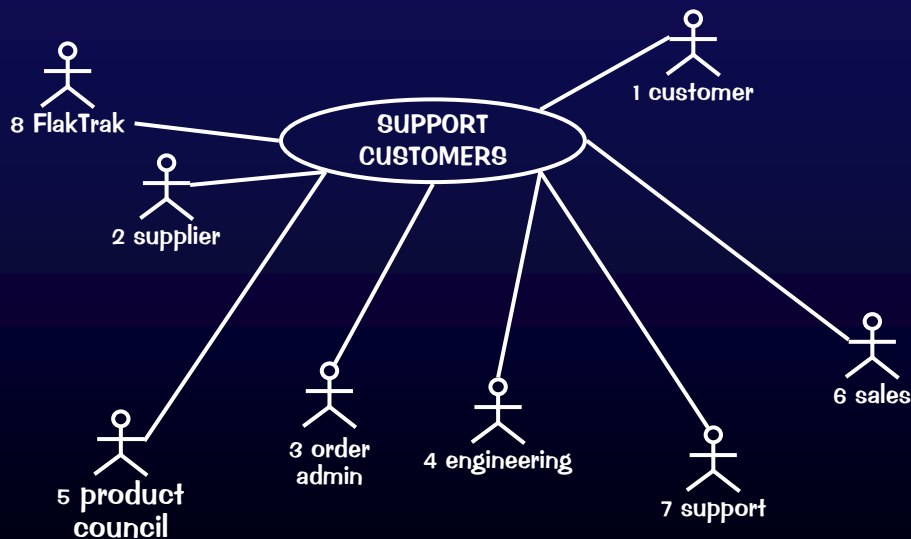 1 customer
8 FlakTrak
SUPPORT
CUSTOMERS
2 supplier
6 sales
3 order
admin
4 engineering
5 product
council
7 support